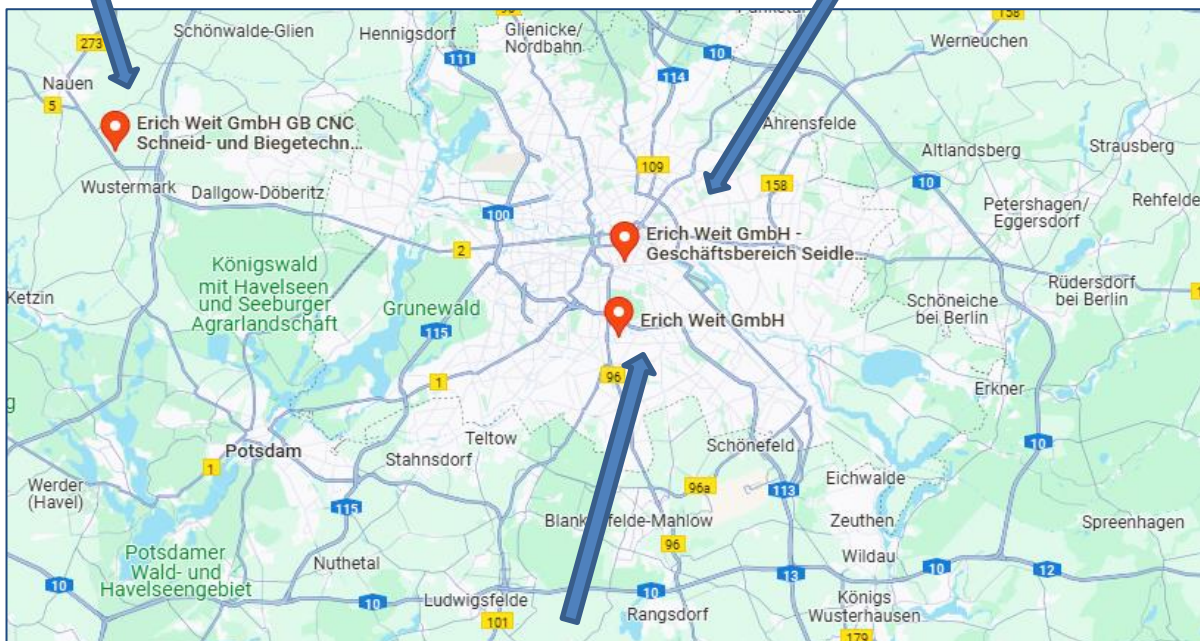 158
Schönwalde-Glien
Hennigsdorf
Glienicke/
Nordbahn
10
Werneuchen
273
111
114
Nauen
5
Erich Weit GmbH GB CNC
Schneid- und Biegetechn...
Ahrensfelde
Altlandsberg
Strausberg
109
158
10
Wustermark
Dallgow-Döberitz
Petershagen/
Eggersdorf
Rehfelde
100
2
Erich Weit GmbH -
Geschäftsbereich Seidle...
Königswald
mit Havelseen
und Seeburger
Agrarlandschaft
Ketzin
Grunewald
115
Erich Weit GmbH
Schöneiche
bei Berlin
Rüdersdorf
bei Berlin
1
96
Erkner
Teltow
Potsdam
Stahnsdorf
Schönefeld
10
1
Werder
(Havel)
115
96a
113
Eichwalde
Zeuthen
Spreenhagen
96
Potsdamer
Wald- und
Havelseengebiet
Nuthetal
Wildau
10
10
Ludwigsfelde
10
13
10
12
101
Rangsdorf
Königs
Wusterhausen
179